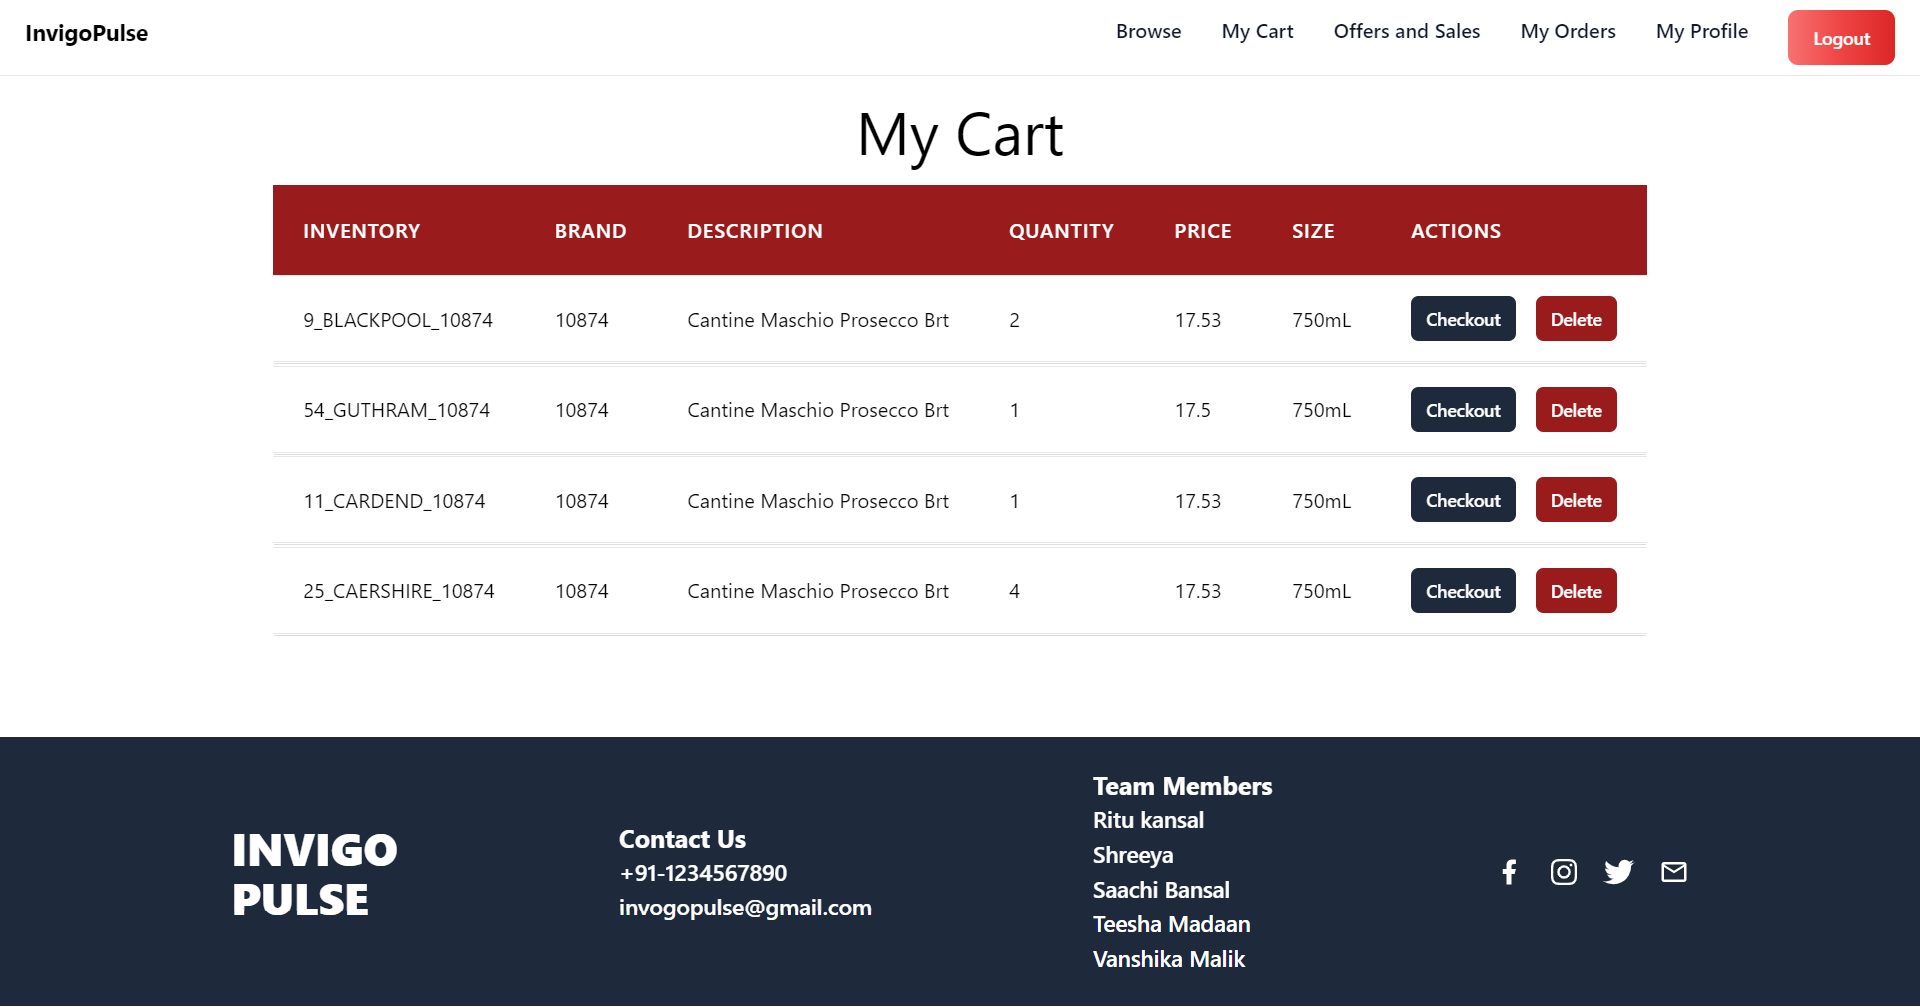 InvigoPulse Browse My Cart Offers and Sales My Orders My Profile Logout
My Cart
INVENTORY BRAND DESCRIPTION QUANTITY PRICE SIZE ACTIONS
9_BLACKPOOL_10874 10874 Cantine Maschio Prosecco Brt 2 17.53 750mL Checkout Delete
54_GUTHRAM_10874 10874 Cantine Maschio Prosecco Brt 1 17.5 750mL Checkout Delete
11_CARDEND_10874 10874 Cantine Maschio Prosecco Brt 1 17.53 750mL Checkout Delete
25_CAERSHIRE_10874 10874 Cantine Maschio Prosecco Brt 4 17.53 750mL Checkout Delete
INVIGO
PULSE
Contact Us
+91-1234567890
invogopulse@gmail.com
Team Members
Ritu kansal
Shreeya
Saachi Bansal
Teesha Madaan
Vanshika Malik